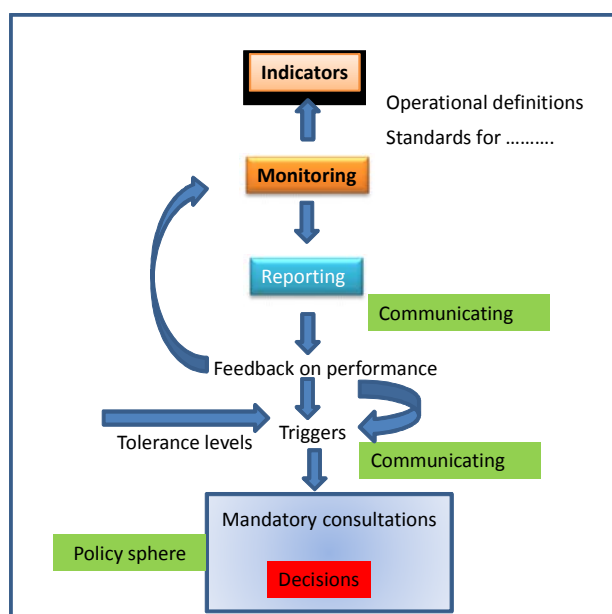 Indicators
Operational definitions
Standards for ……….
Monitoring
Reporting
Communicating
Feedback on performance
Tolerance levels
Triggers
Communicating
Mandatory consultations
Policy sphere
Decisions